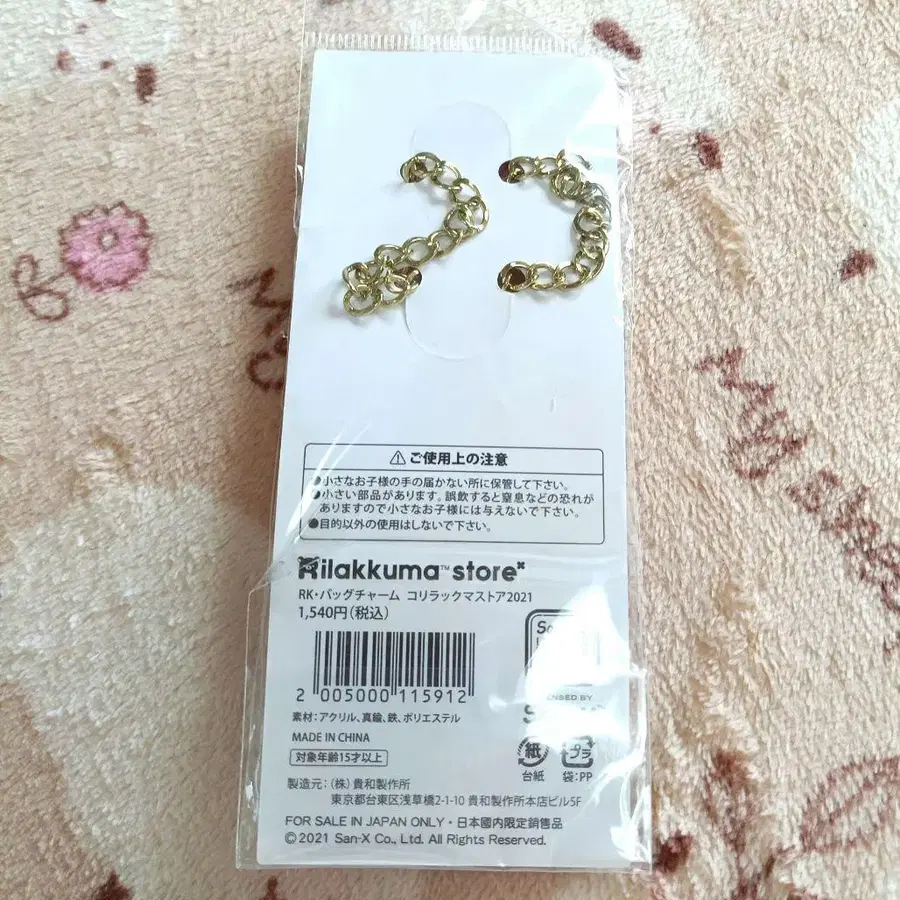 ⚠ご使用上の注意
●小さなお子様の手の届かない所に保管して下さい。
●小さい部品があります。誤飲すると窒息などの恐れが
ありますので小さなお子様には与えないで下さい。
●目的以外の使用はしないで下さい。
Rilakkuma™ store
RK・バッグチャーム コリラックマストア2021
1,540円(税込)
2 005000 115912
素材:アクリル、真鍮、鉄、ポリエステル
MADE IN CHINA
対象年齢15才以上
紙
台紙
プラ
袋:PP
製造元:(株)貴和製作所
東京都台東区浅草橋2-1-10 貴和製作所本店ビル5F
FOR SALE IN JAPAN ONLY・日本國内限定銷售品
©2021 San-X Co., Ltd. All Rights Reserved.